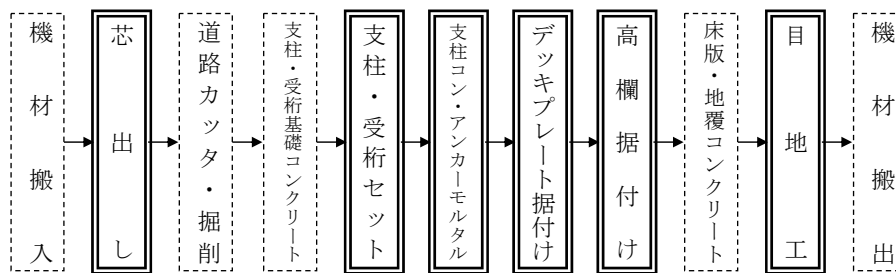 機材搬入
芯出し
道路カッタ・掘削
支柱・受桁基礎コンクリート
支柱・受桁セット
支柱コン・アンカーモルタル
デッキプレート据付け
高欄据付け
床版・地覆コンクリート
目地工
機材搬出